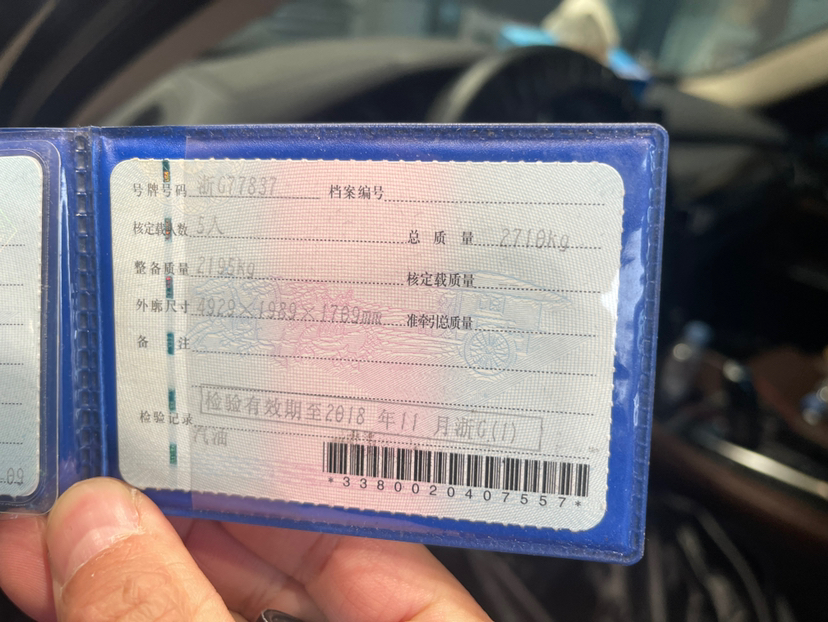 号牌号码 浙G77837 档案编号
核定载人数 5人 总质量 2710kg
整备质量 2195kg 核定载质量
外廓尺寸 4929×1989×1709mm 准牵引总质量
备注
检验记录 检验有效期至2018年11月浙G(1)
汽油
*3380020407557*
09